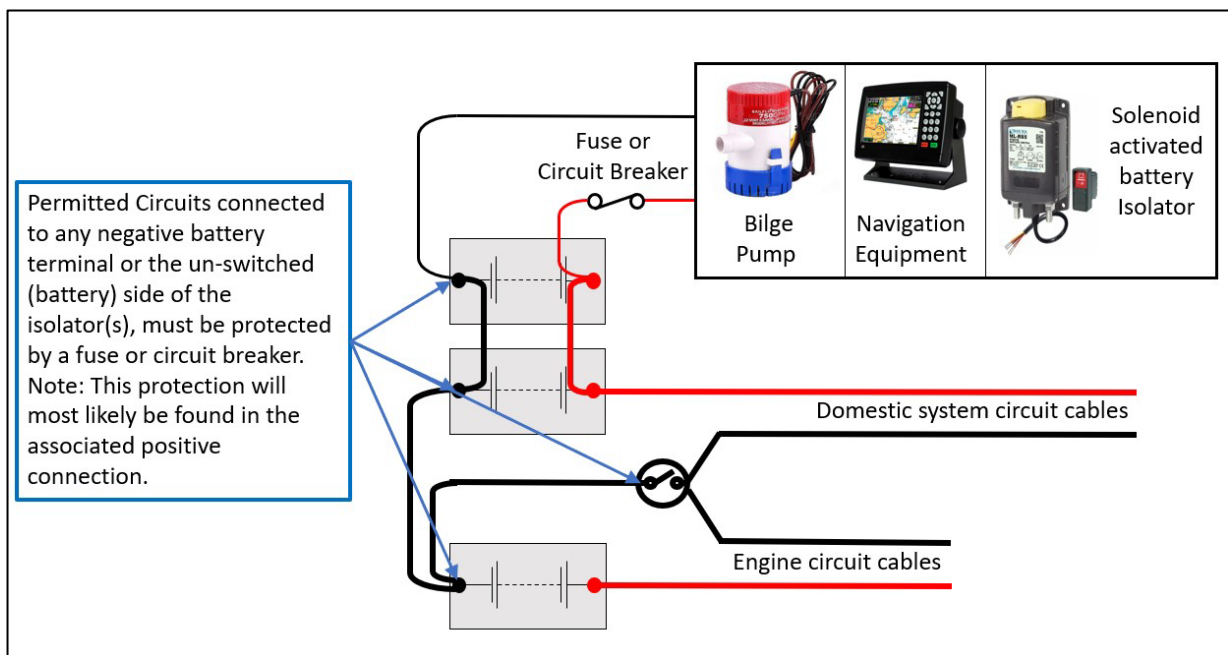 Permitted Circuits connected
to any negative battery
terminal or the un-switched
(battery) side of the
isolator(s), must be protected
by a fuse or circuit breaker.
Note: This protection will
most likely be found in the
associated positive
connection.
Fuse or
Circuit Breaker
750
Bilge
Pump
Navigation
Equipment
Solenoid
activated
battery
Isolator
Domestic system circuit cables
Engine circuit cables